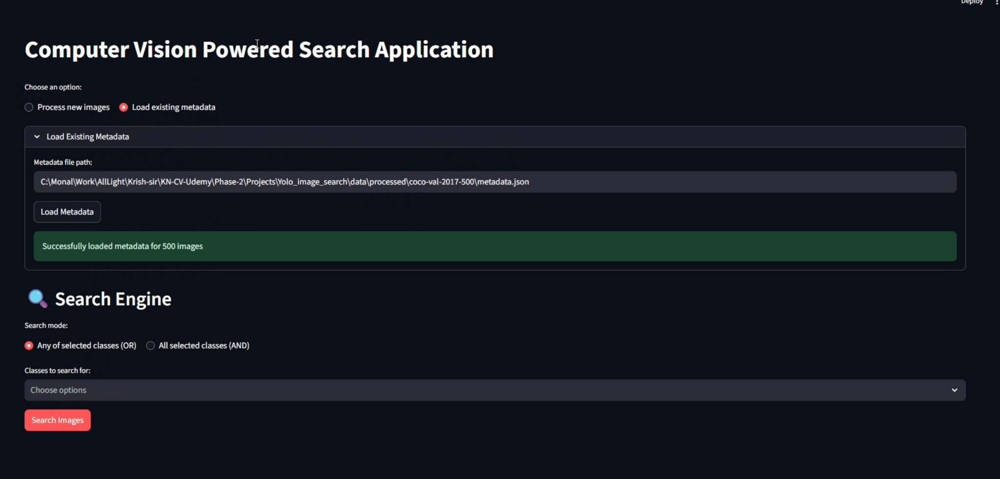 Deploy
Computer Vision Powered Search Application
Choose an option:
Process new images Load existing metadata
Load Existing Metadata
Metadata file path:
C:\Monal\Work\AllLight\Krish-sir\KN-CV-Udemy\Phase-2\Projects\Yolo_image_search\data\processed\coco-val-2017-500\metadata.json
Load Metadata
Successfully loaded metadata for 500 images
Search Engine
Search mode:
Any of selected classes (OR) All selected classes (AND)
Classes to search for:
Choose options
Search Images